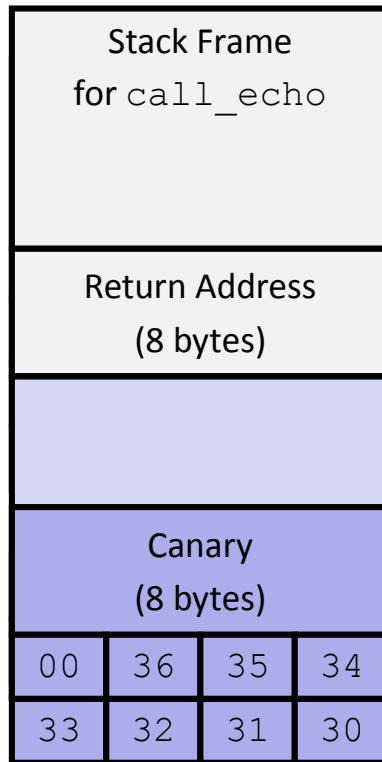 Stack Frame
for call_echo
Return Address
(8 bytes)
Canary
(8 bytes)
00 36 35 34
33 32 31 30